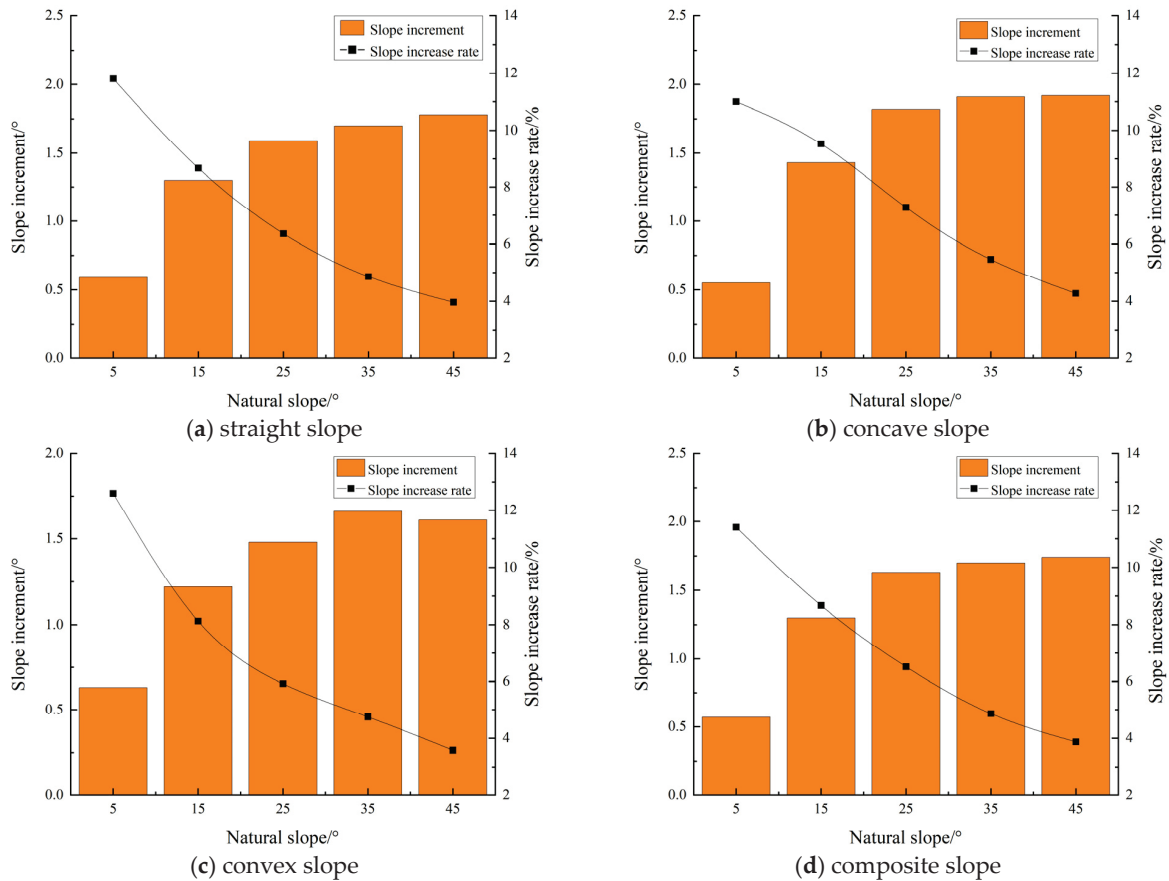 2.5
2.0
1.5
1.0
0.5
0.0
Slope increment/°
14
12
10
8
6
4
2
Slope increase rate/%
Slope increment
Slope increase rate
5 15 25 35 45
Natural slope/°
(a) straight slope
2.5
2.0
1.5
1.0
0.5
0.0
Slope increment/°
14
12
10
8
6
4
2
Slope increase rate/%
Slope increment
Slope increase rate
5 15 25 35 45
Natural slope/°
(b) concave slope
2.0
1.5
1.0
0.5
0.0
Slope increment/°
14
12
10
8
6
4
2
Slope increase rate/%
Slope increment
Slope increase rate
5 15 25 35 45
Natural slope/°
(c) convex slope
2.5
2.0
1.5
1.0
0.5
0.0
Slope increment/°
14
12
10
8
6
4
2
Slope increase rate/%
Slope increment
Slope increase rate
5 15 25 35 45
Natural slope/°
(d) composite slope